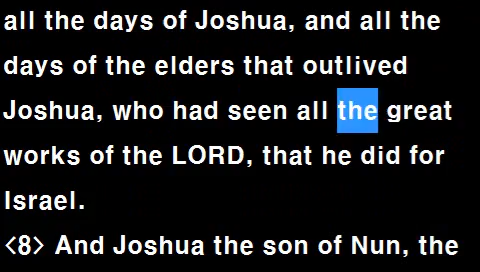 all the days of Joshua, and all the
days of the elders that outlived
Joshua, who had seen all the great
works of the LORD, that he did for
Israel.
<8> And Joshua the son of Nun, the